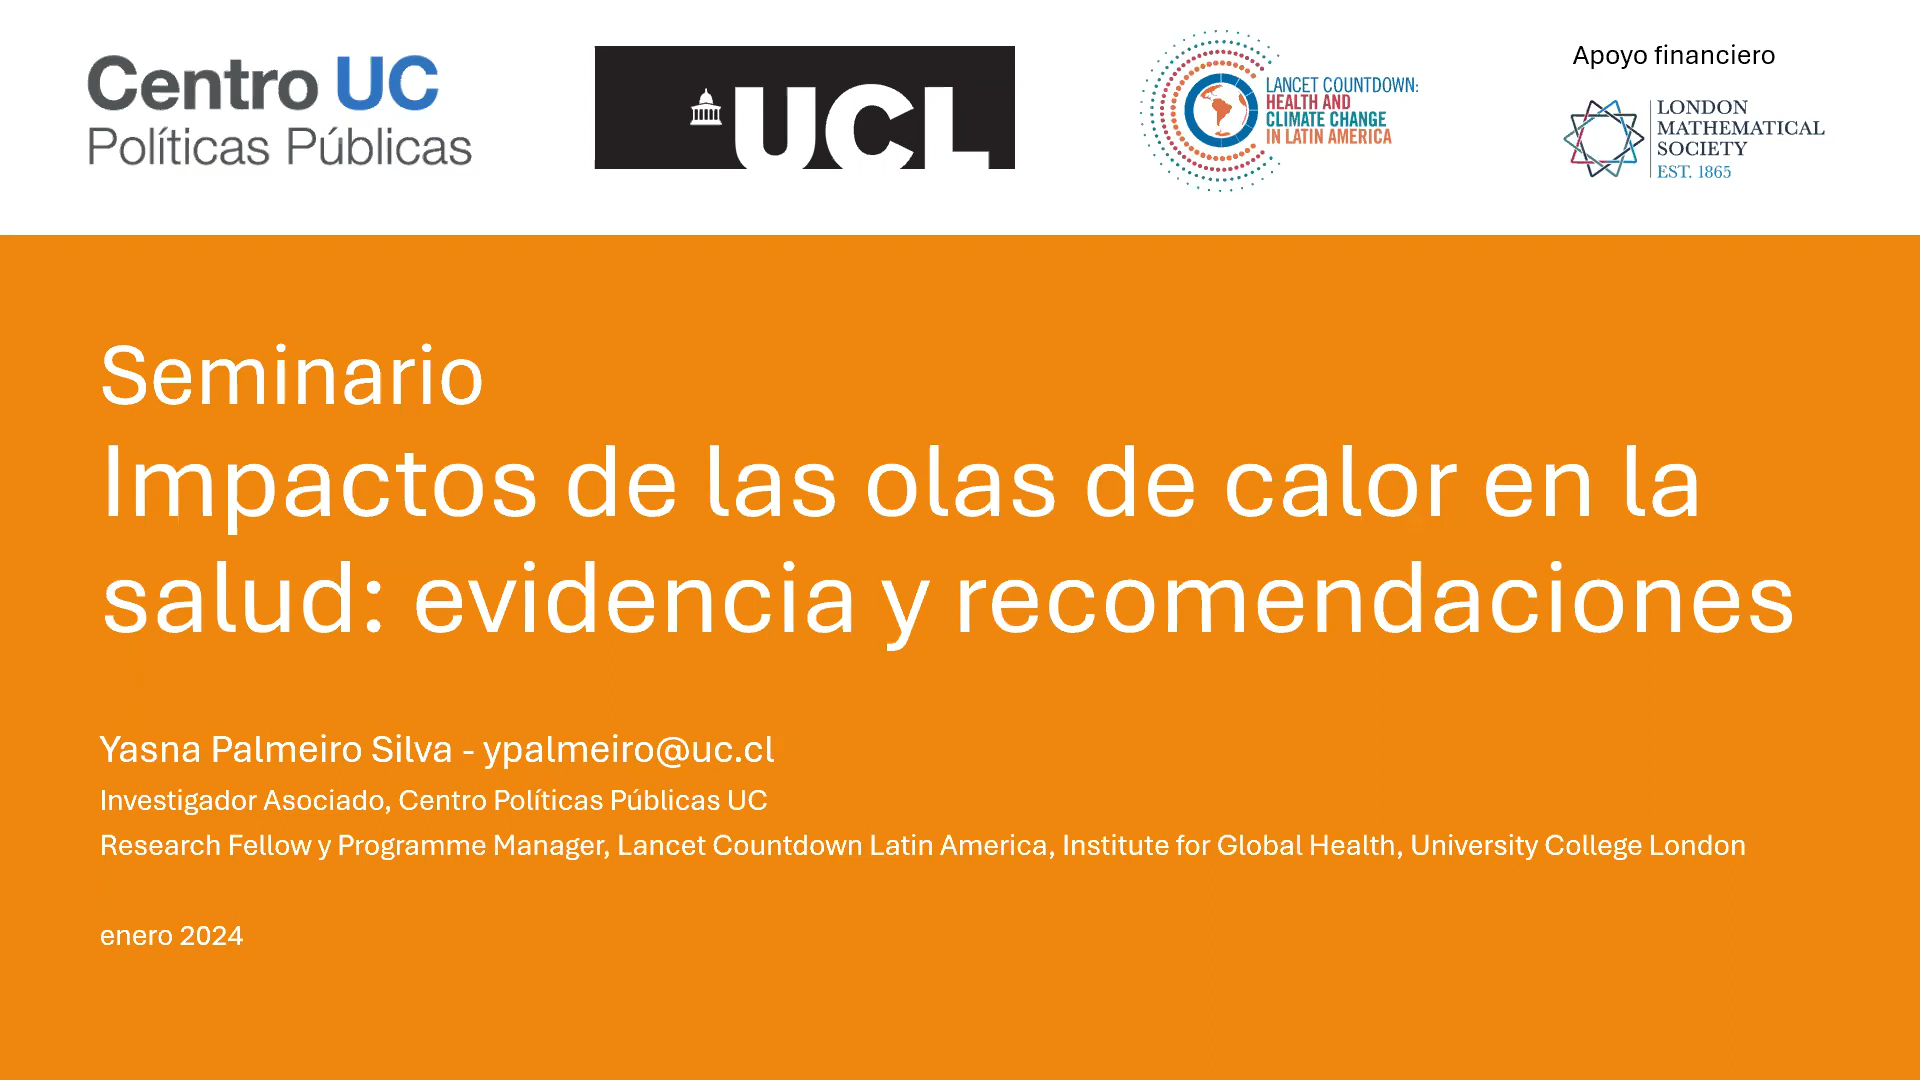 Centro UC
Políticas Públicas
UCL
LANCET COUNTDOWN:
HEALTH AND
CLIMATE CHANGE
IN LATIN AMERICA
Apoyo financiero
LONDON
MATHEMATICAL
SOCIETY
EST. 1865
Seminario
Impactos de las olas de calor en la
salud: evidencia y recomendaciones
Yasna Palmeiro Silva - ypalmeiro@uc.cl
Investigador Asociado, Centro Políticas Públicas UC
Research Fellow y Programme Manager, Lancet Countdown Latin America, Institute for Global Health, University College London
enero 2024